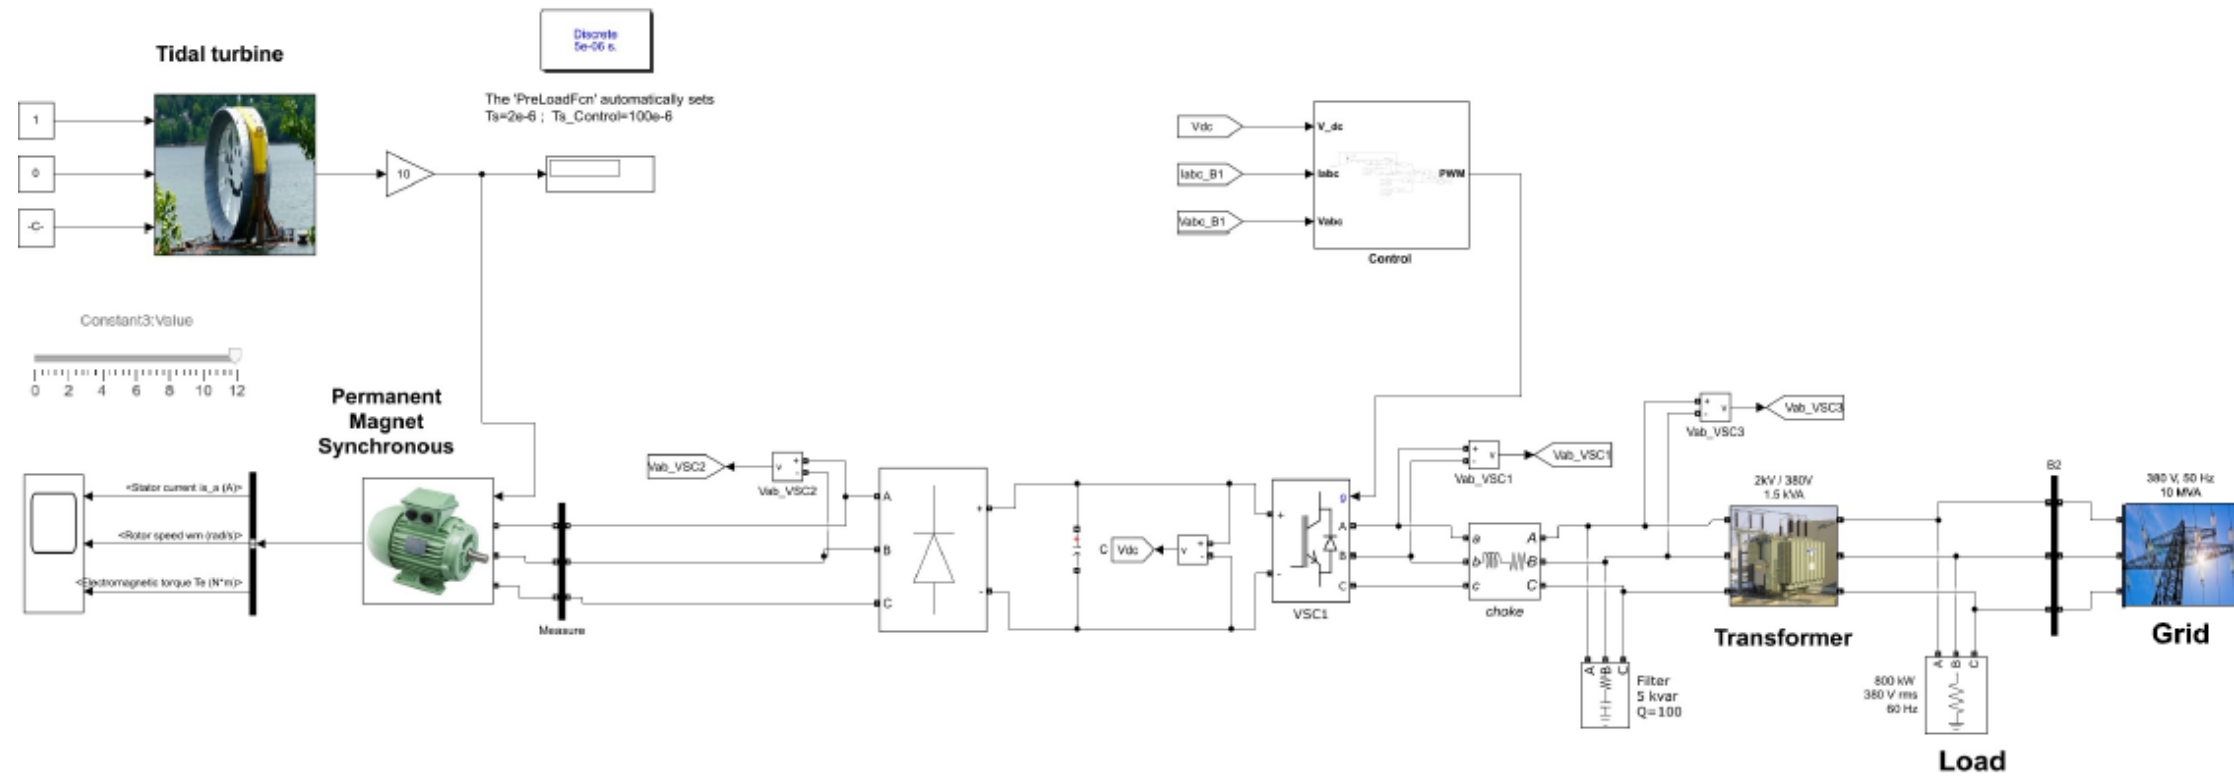 Discrete
5e-06 s.
Tidal turbine
The 'PreLoadFcn' automatically sets
Ts=2e-6 ; Ts_Control=100e-6
1
0
-C-
10
Vdc
Iabc_B1
Vabc_B1
V_dc
Iabc
Vabc
PWM
Control
Constant3:Value
0 2 4 6 8 10 12
Permanent
Magnet
Synchronous
<Stator current is_a (A)>
<Rotor speed wm (rad/s)>
<Electromagnetic torque Te (N*m)>
Measure
Vab_VSC2
v
+
-
Vab_VSC2
A
B
C
+
-
C
Vdc
v
+
-
+
-
g
A
B
C
VSC1
+
-
v
Vab_VSC1
Vab_VSC1
a
b
c
A
B
C
choke
+
-
v
Vab_VSC3
Vab_VSC3
A
B
C
Filter
5 kvar
Q=100
2kV / 380V
1.5 kVA
Transformer
800 kW
380 V rms
60 Hz
A
B
C
Load
B2
380 V, 50 Hz
10 MVA
Grid